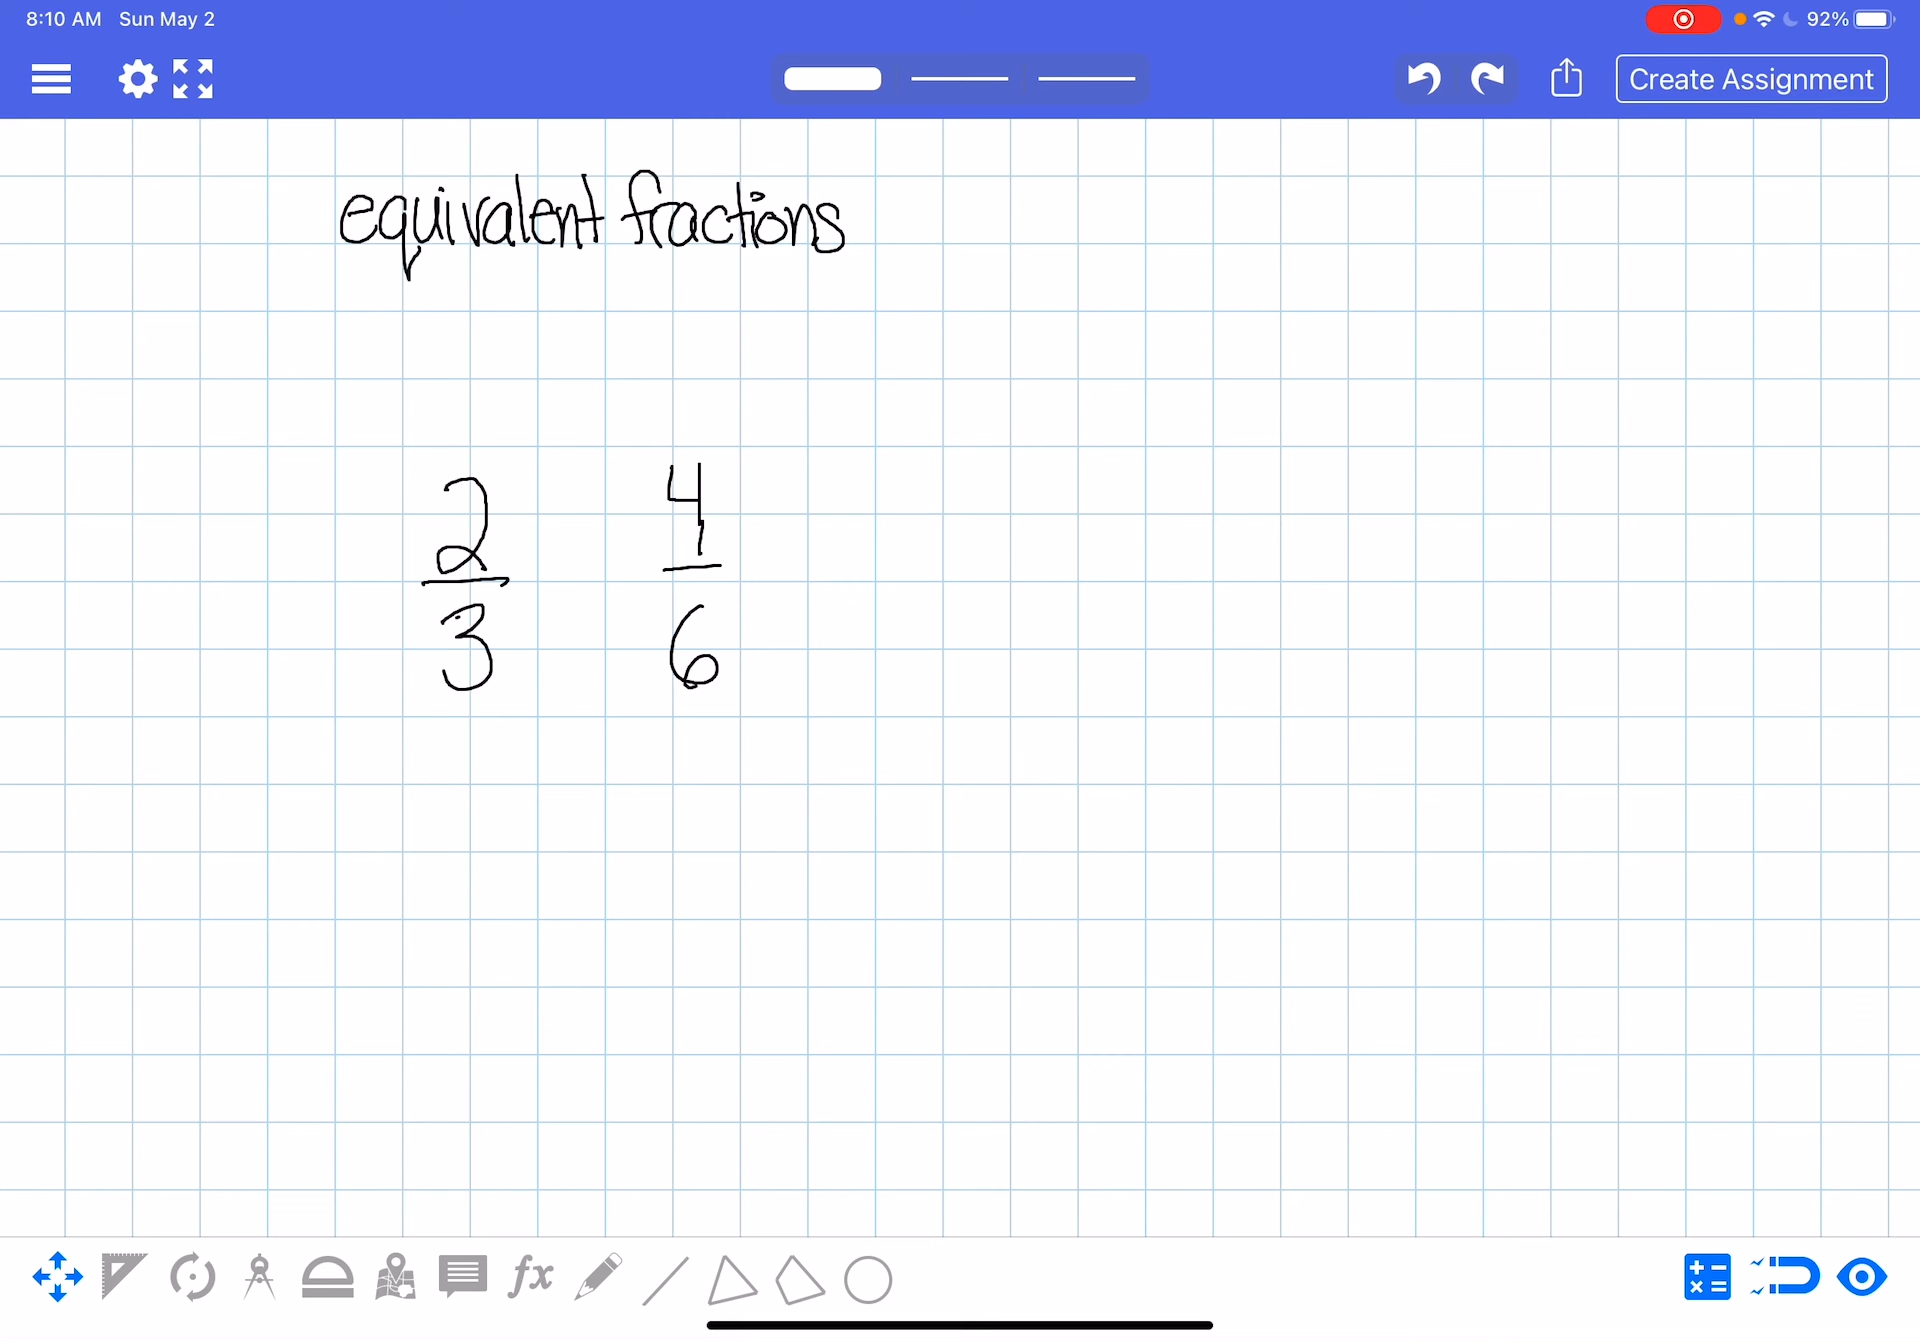 8:10 AM Sun May 2 92%
Create Assignment
equivalent fractions
2 4
3 6
fx